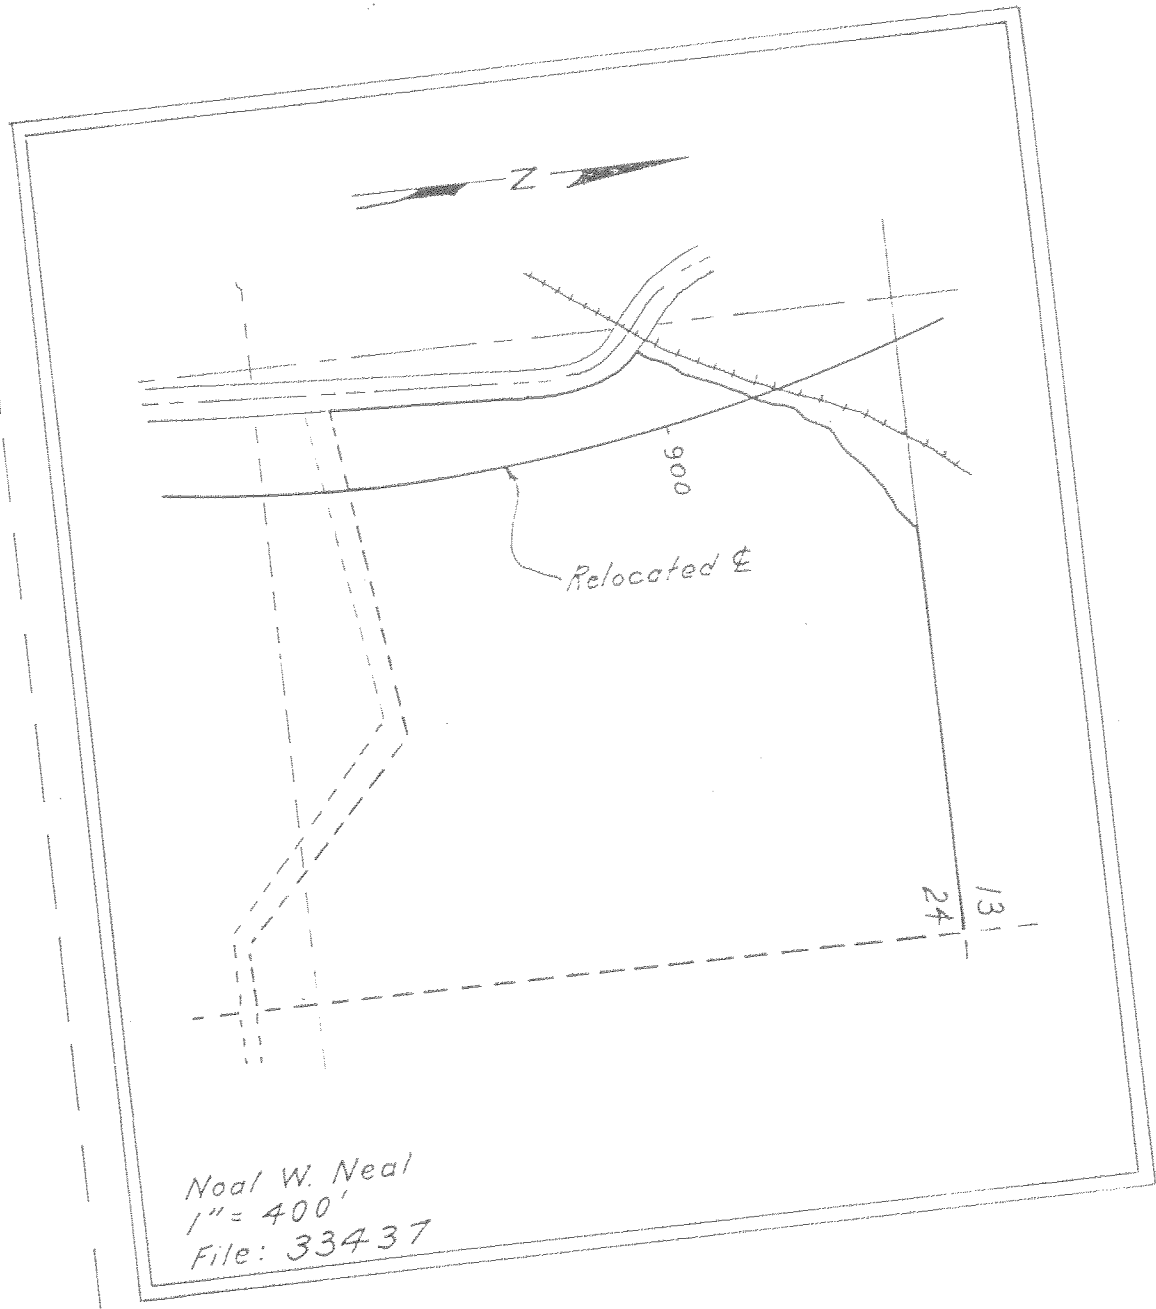 N
900
Relocated ⅊
13
24
Noal W. Neal
1"= 400'
File: 33437